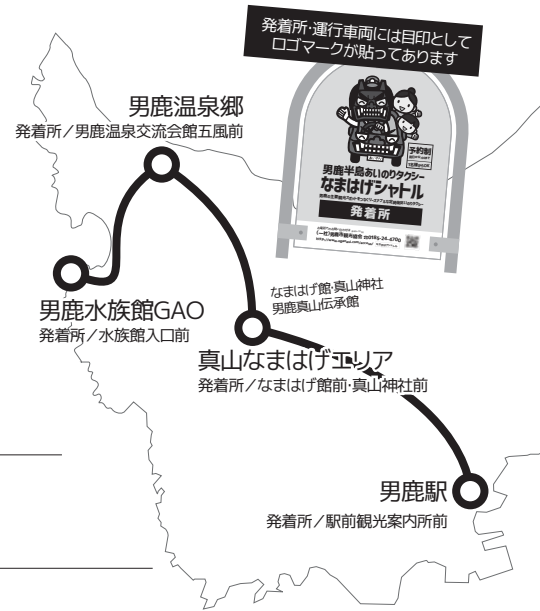 発着所・運行車両には目印として
ロゴマークが貼ってあります
予約制
男鹿半島あいのりタクシー
なまはげシャトル
発着所
男鹿温泉郷
発着所／男鹿温泉交流会館五風前
男鹿水族館GAO
発着所／水族館入口前
なまはげ館・真山神社
男鹿真山伝承館
真山なまはげエリア
発着所／なまはげ館前・真山神社前
男鹿駅
発着所／駅前観光案内所前